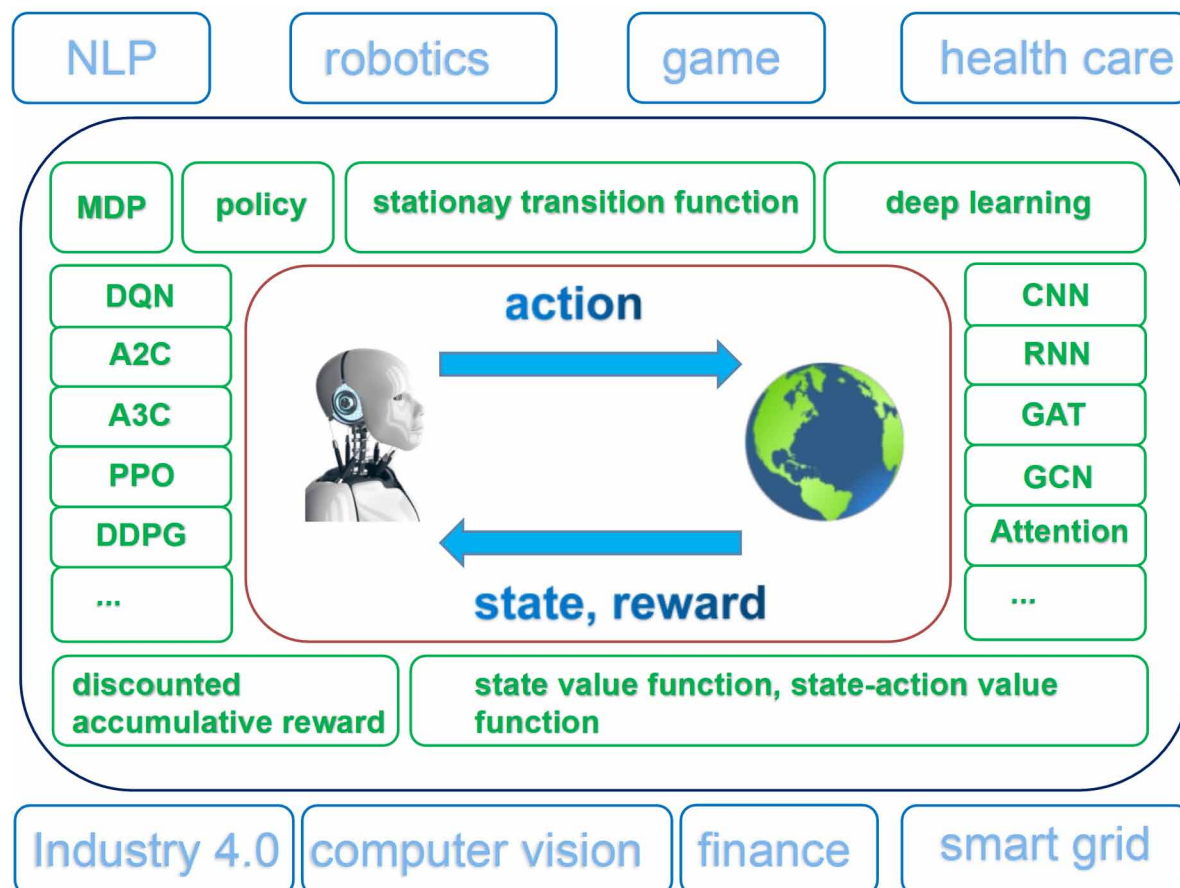 NLP
robotics
game
health care
MDP
policy
stationay transition function
deep learning
DQN
A2C
A3C
PPO
DDPG
...
action
state, reward
CNN
RNN
GAT
GCN
Attention
...
discounted
accumulative reward
state value function, state-action value
function
Industry 4.0
computer vision
finance
smart grid